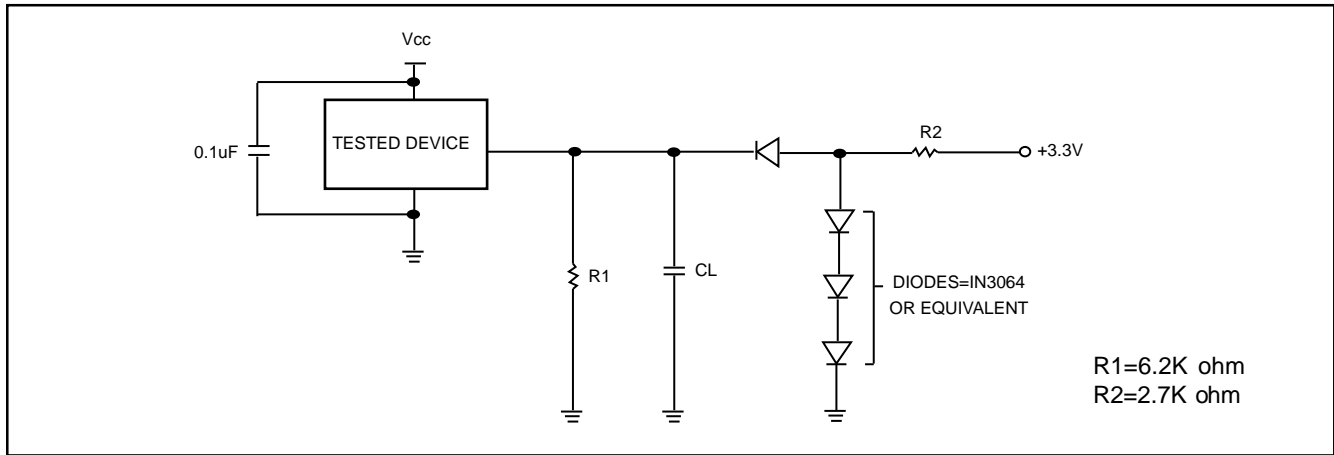 Vcc
0.1uF
TESTED DEVICE
R2
+3.3V
R1
CL
DIODES=IN3064
OR EQUIVALENT
R1=6.2K ohm
R2=2.7K ohm